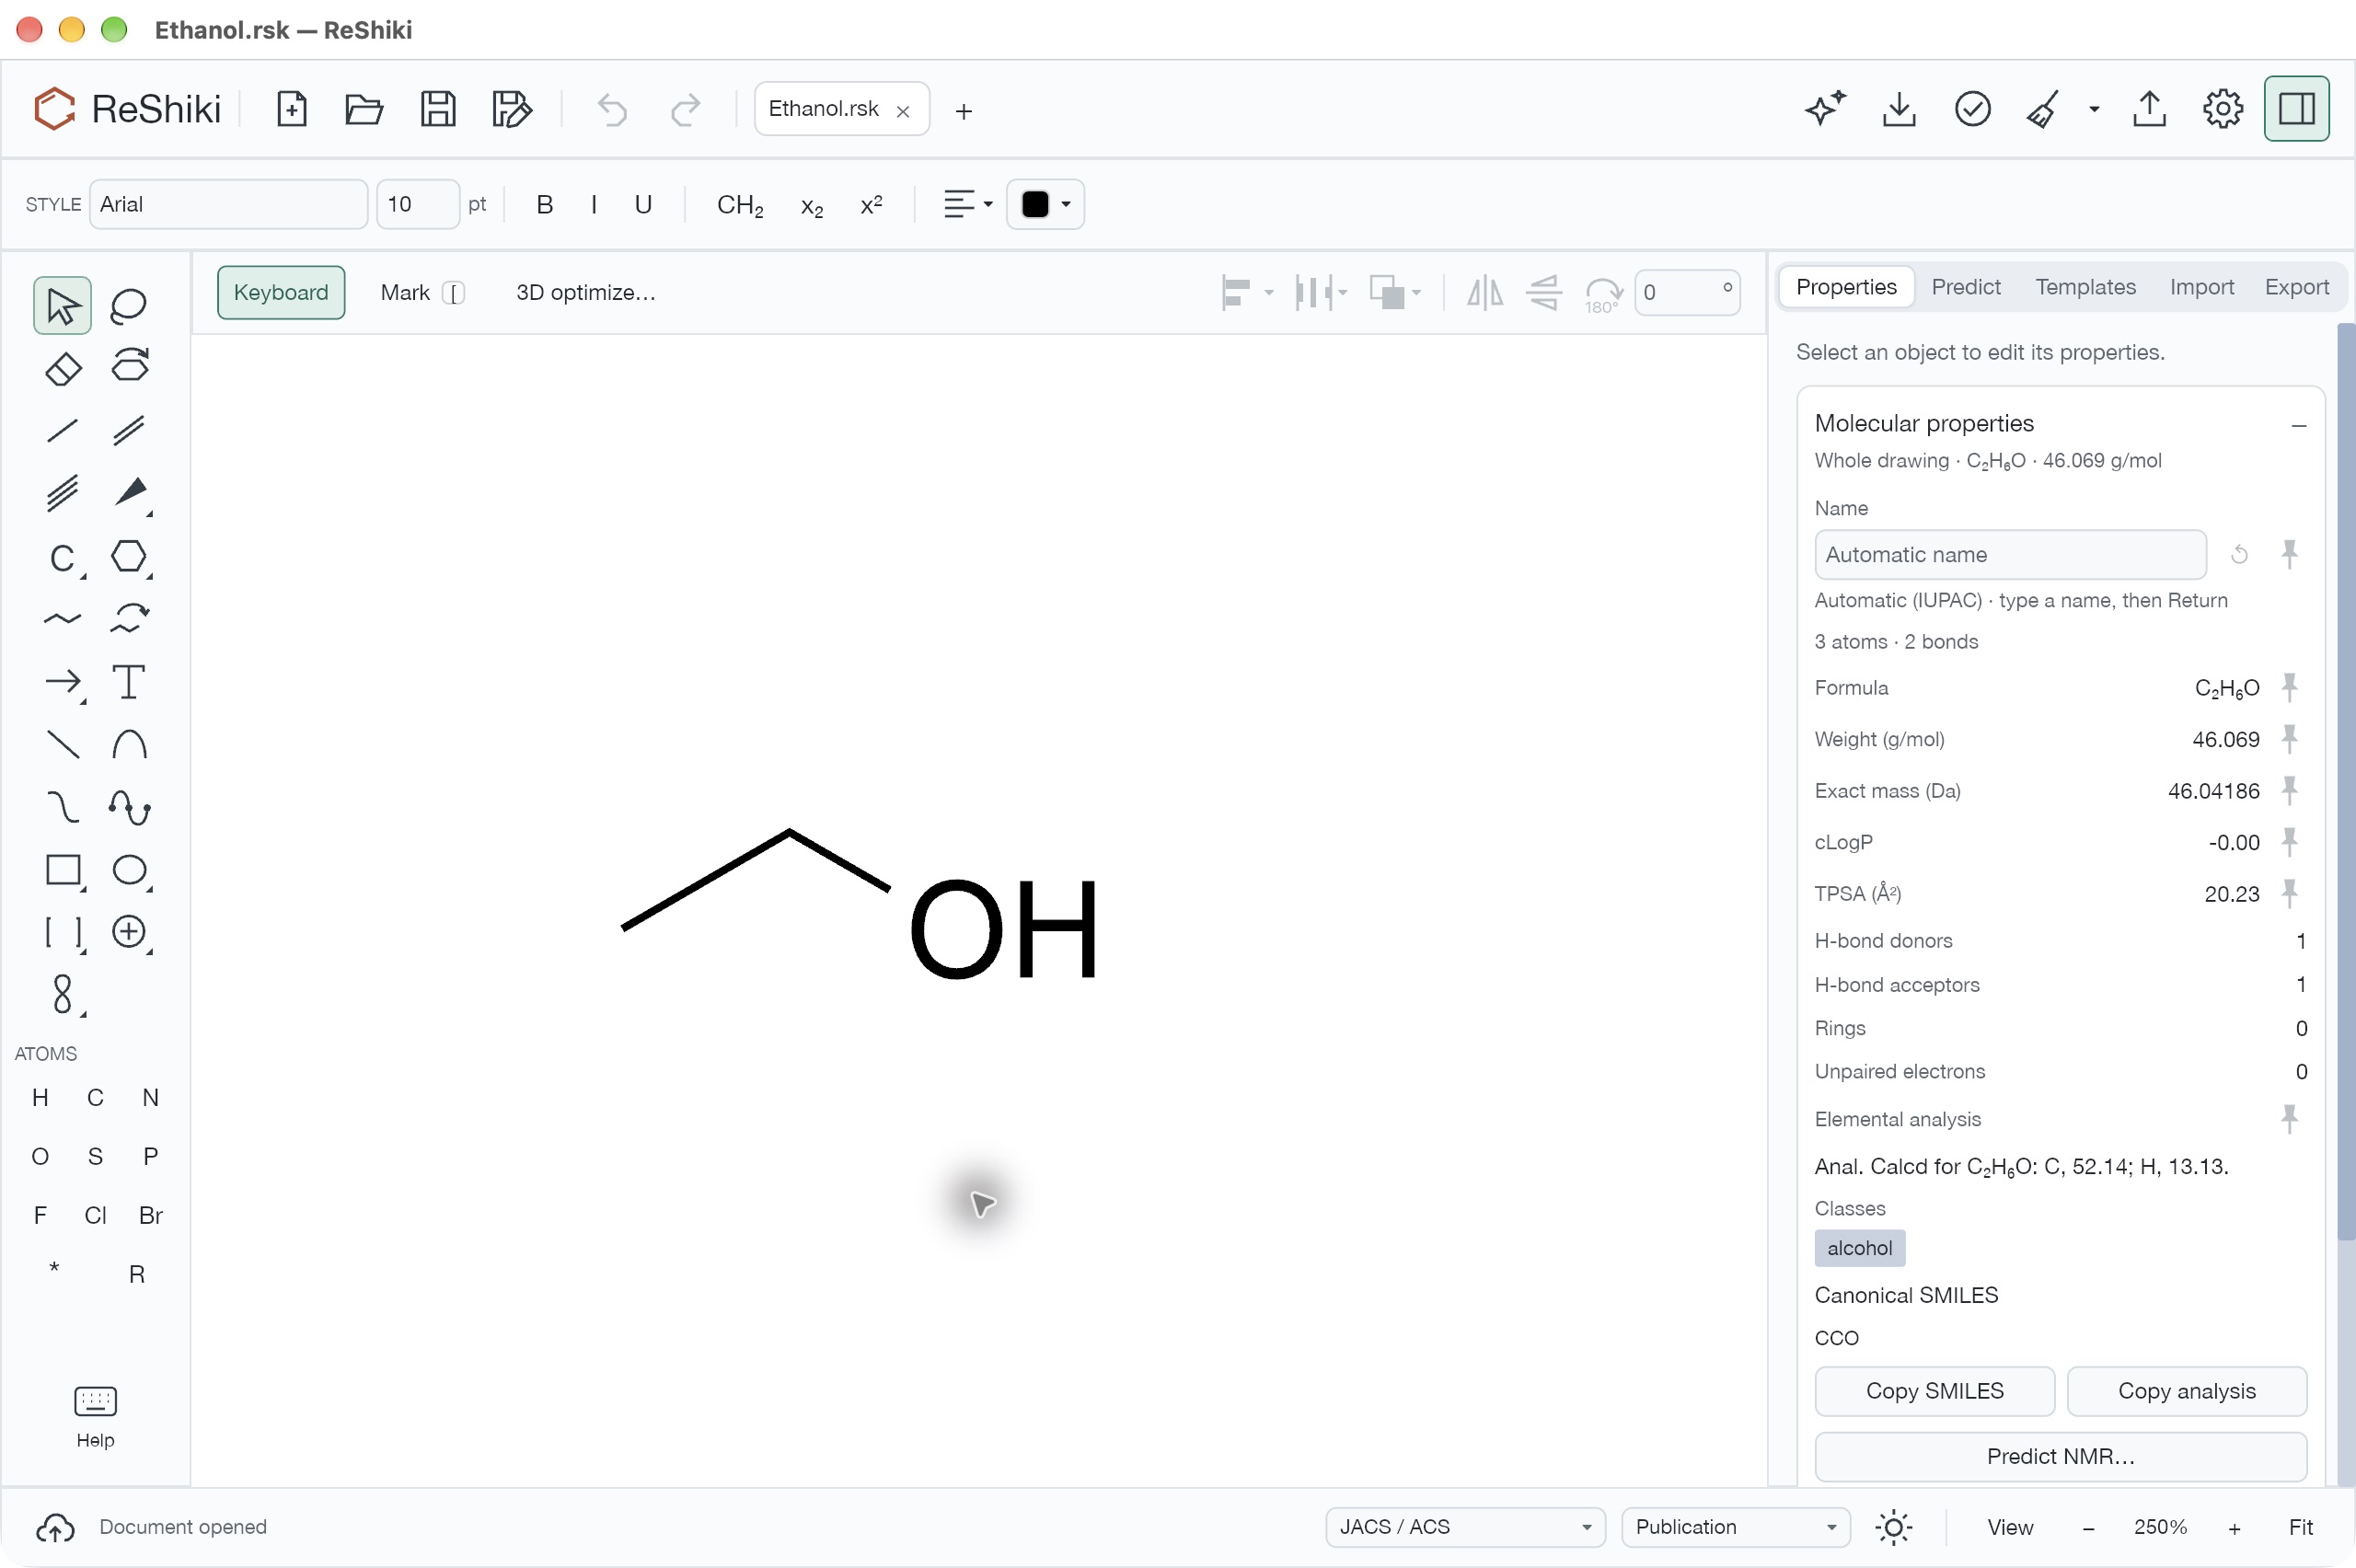 Ethanol.rsk — ReShiki
ReShiki
Ethanol.rsk × +
STYLE Arial 10 pt B I U CH₂ x₂ x²
Keyboard Mark [ 3D optimize... 180° 0 °
Properties Predict Templates Import Export
Select an object to edit its properties.
Molecular properties –
Whole drawing · C₂H₆O · 46.069 g/mol
Name
Automatic name
Automatic (IUPAC) · type a name, then Return
3 atoms · 2 bonds
Formula C₂H₆O
Weight (g/mol) 46.069
Exact mass (Da) 46.04186
cLogP -0.00
TPSA (Å²) 20.23
H-bond donors 1
H-bond acceptors 1
Rings 0
Unpaired electrons 0
Elemental analysis
Anal. Calcd for C₂H₆O: C, 52.14; H, 13.13.
Classes
alcohol
Canonical SMILES
CCO
Copy SMILES Copy analysis
Predict NMR...
C
T
[ ]
OH
ATOMS
H C N
O S P
F Cl Br
* R
Help
Document opened
JACS / ACS Publication View – 250% + Fit